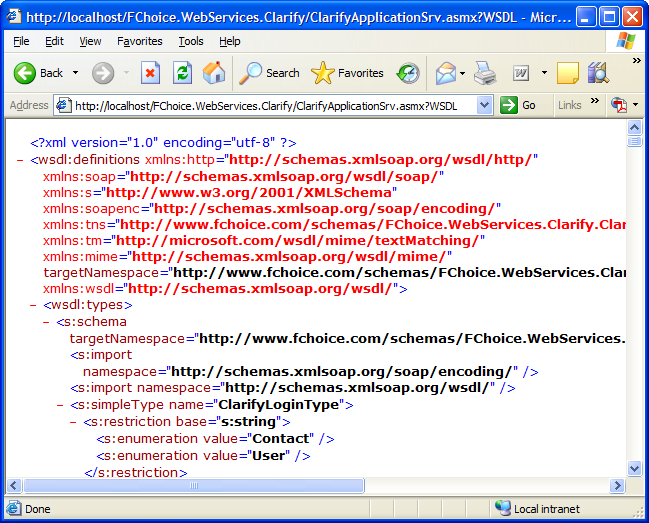 http://localhost/FChoice.WebServices.Clarify/ClarifyApplicationSrv.asmx?WSDL - Micr...
File Edit View Favorites Tools Help
Back Search Favorites
Address http://localhost/FChoice.WebServices.Clarify/ClarifyApplicationSrv.asmx?WSDL Go Links
<?xml version="1.0" encoding="utf-8" ?>
- <wsdl:definitions xmlns:http="http://schemas.xmlsoap.org/wsdl/http/"
xmlns:soap="http://schemas.xmlsoap.org/wsdl/soap/"
xmlns:s="http://www.w3.org/2001/XMLSchema"
xmlns:soapenc="http://schemas.xmlsoap.org/soap/encoding/"
xmlns:tns="http://www.fchoice.com/schemas/FChoice.WebServices.Clarify.Clar
xmlns:tm="http://microsoft.com/wsdl/mime/textMatching/"
xmlns:mime="http://schemas.xmlsoap.org/wsdl/mime/"
targetNamespace="http://www.fchoice.com/schemas/FChoice.WebServices.Clar
xmlns:wsdl="http://schemas.xmlsoap.org/wsdl/">
- <wsdl:types>
- <s:schema
targetNamespace="http://www.fchoice.com/schemas/FChoice.WebServices.
<s:import
namespace="http://schemas.xmlsoap.org/soap/encoding/" />
<s:import namespace="http://schemas.xmlsoap.org/wsdl/" />
- <s:simpleType name="ClarifyLoginType">
- <s:restriction base="s:string">
<s:enumeration value="Contact" />
<s:enumeration value="User" />
</s:restriction>
Done Local intranet